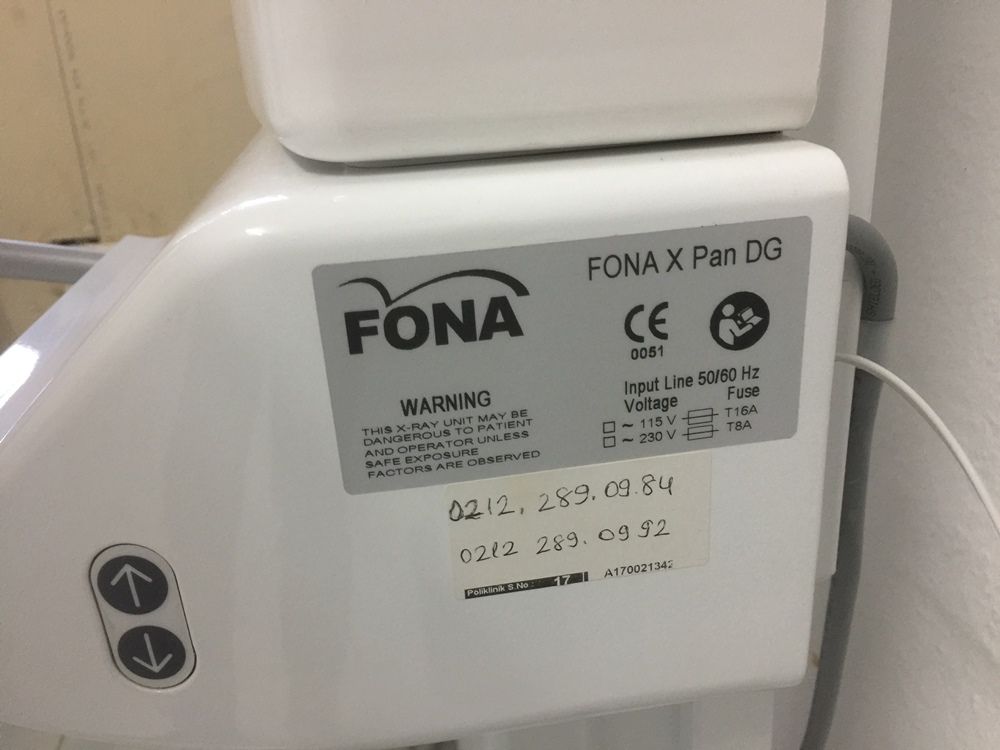 FONA
FONA X Pan DG
0051
WARNING
THIS X-RAY UNIT MAY BE
DANGEROUS TO PATIENT
AND OPERATOR UNLESS
SAFE EXPOSURE
FACTORS ARE OBSERVED
Input Line 50/60 Hz
Voltage Fuse
~ 115 V T16A
~ 230 V T8A
0212. 289.09.84
0212 289.09 92
Poliklinik S.No : 17 A170021342